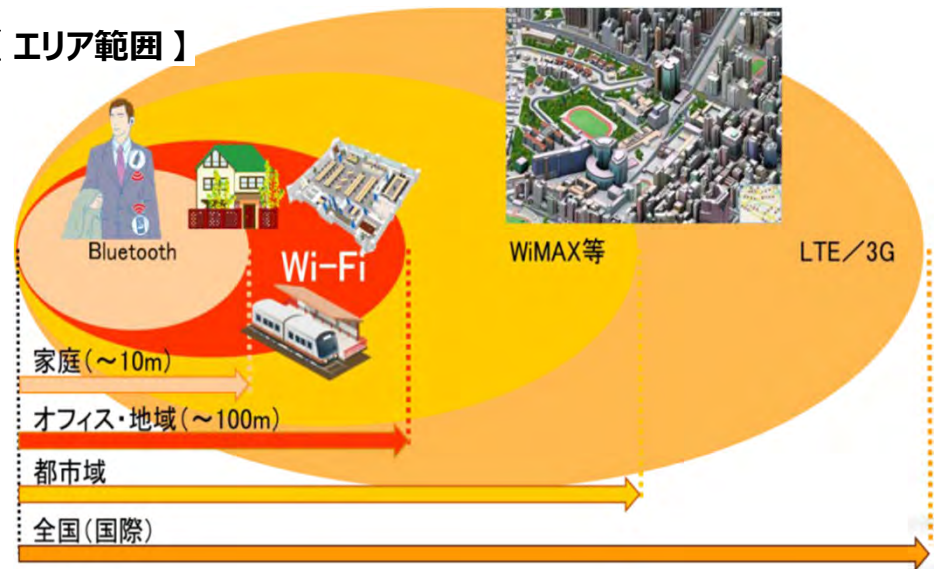 【エリア範囲】
Bluetooth
Wi-Fi
WiMAX等
LTE／3G
家庭(～10m)
オフィス・地域(～100m)
都市域
全国(国際)